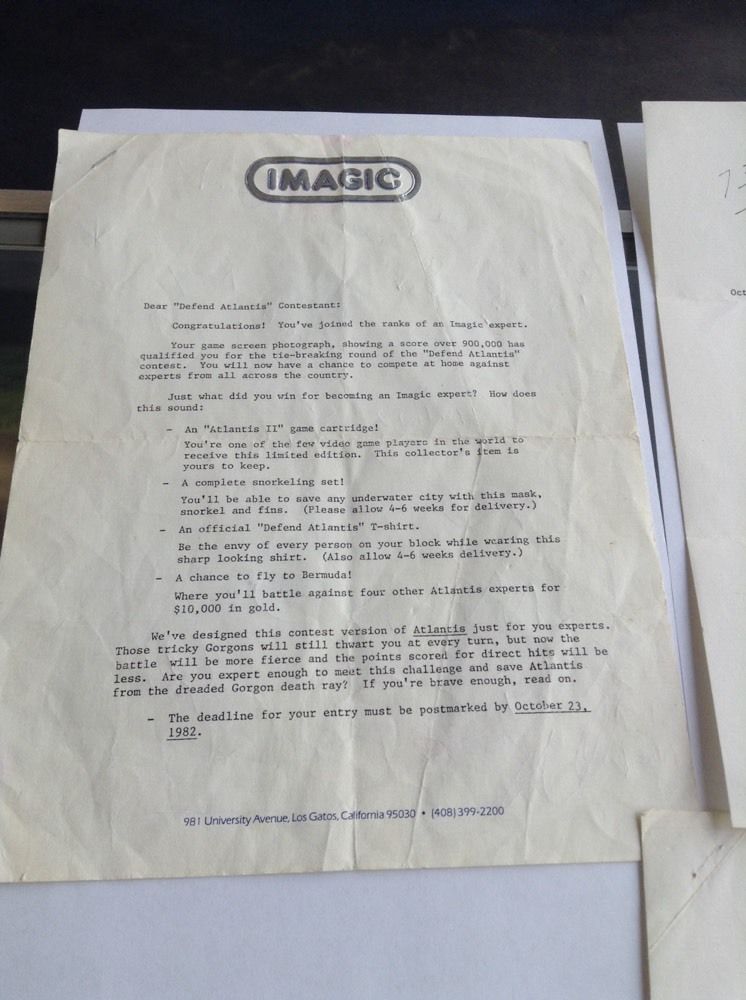 IMAGIC
Dear "Defend Atlantis" Contestant:
Congratulations! You've joined the ranks of an Imagic expert.
Your game screen photograph, showing a score over 900,000 has
qualified you for the tie-breaking round of the "Defend Atlantis"
contest. You will now have a chance to compete at home against
experts from all across the country.
Just what did you win for becoming an Imagic expert? How does
this sound:
- An "Atlantis II" game cartridge!
You're one of the few video game players in the world to
receive this limited edition. This collector's item is
yours to keep.
- A complete snorkeling set!
You'll be able to save any underwater city with this mask,
snorkel and fins. (Please allow 4-6 weeks for delivery.)
- An official "Defend Atlantis" T-shirt.
Be the envy of every person on your block while wearing this
sharp looking shirt. (Also allow 4-6 weeks delivery.)
- A chance to fly to Bermuda!
Where you'll battle against four other Atlantis experts for
$10,000 in gold.
We've designed this contest version of Atlantis just for you experts.
Those tricky Gorgons will still thwart you at every turn, but now the
battle will be more fierce and the points scored for direct hits will be
less. Are you expert enough to meet this challenge and save Atlantis
from the dreaded Gorgon death ray? If you're brave enough, read on.
- The deadline for your entry must be postmarked by October 23,
1982.
981 University Avenue, Los Gatos, California 95030 • (408) 399-2200
Oct